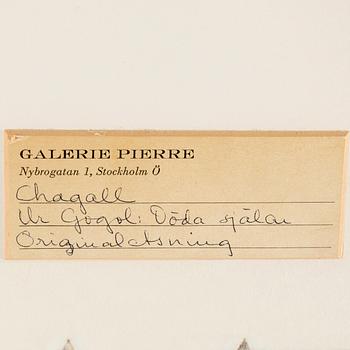 GALERIE PIERRE
Nybrogatan 1, Stockholm Ö
Chagall
Ur Gogol: Döda själar
Originaletsning